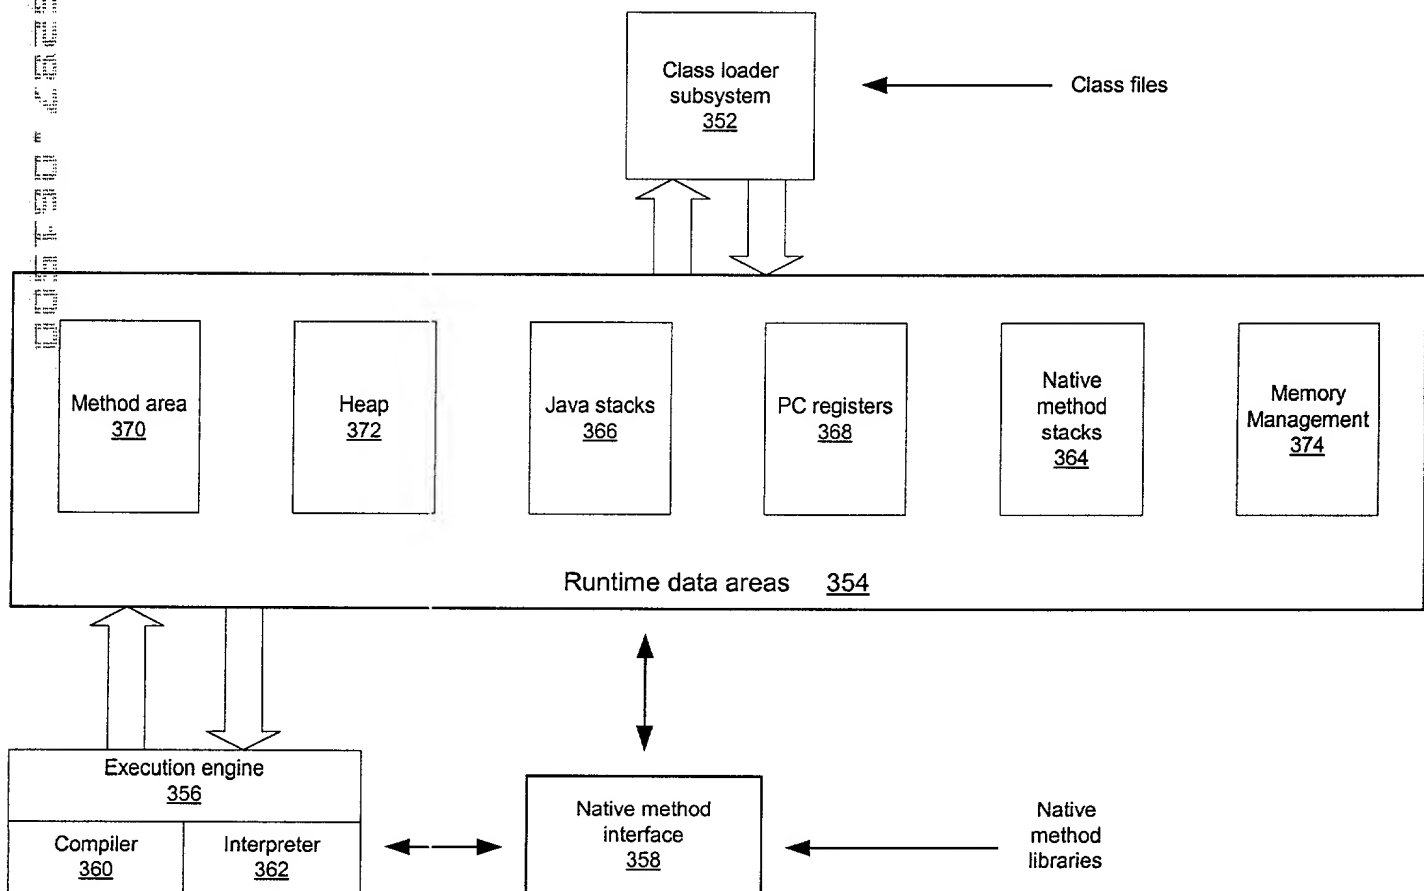 Class loader
subsystem
352
Class files
Method area
370
Heap
372
Java stacks
366
PC registers
368
Native
method
stacks
364
Memory
Management
374
Runtime data areas 354
Execution engine
356
Compiler
360
Interpreter
362
Native method
interface
358
Native
method
libraries